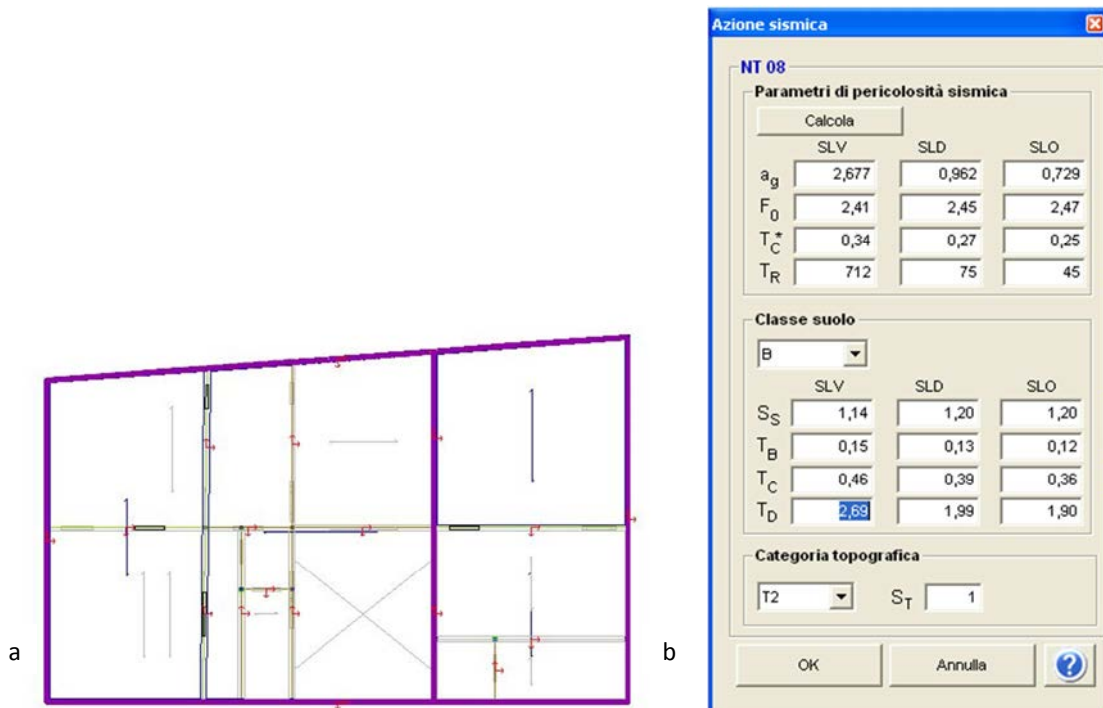 a
b
Azione sismica
NT 08
Parametri di pericolosità sismica
Calcola
SLV SLD SLO
ag 2,677 0,962 0,729
F0 2,41 2,45 2,47
TC* 0,34 0,27 0,25
TR 712 75 45
Classe suolo
B
SLV SLD SLO
SS 1,14 1,20 1,20
TB 0,15 0,13 0,12
TC 0,46 0,39 0,36
TD 2,69 1,99 1,90
Categoria topografica
T2 ST 1
OK Annulla ?